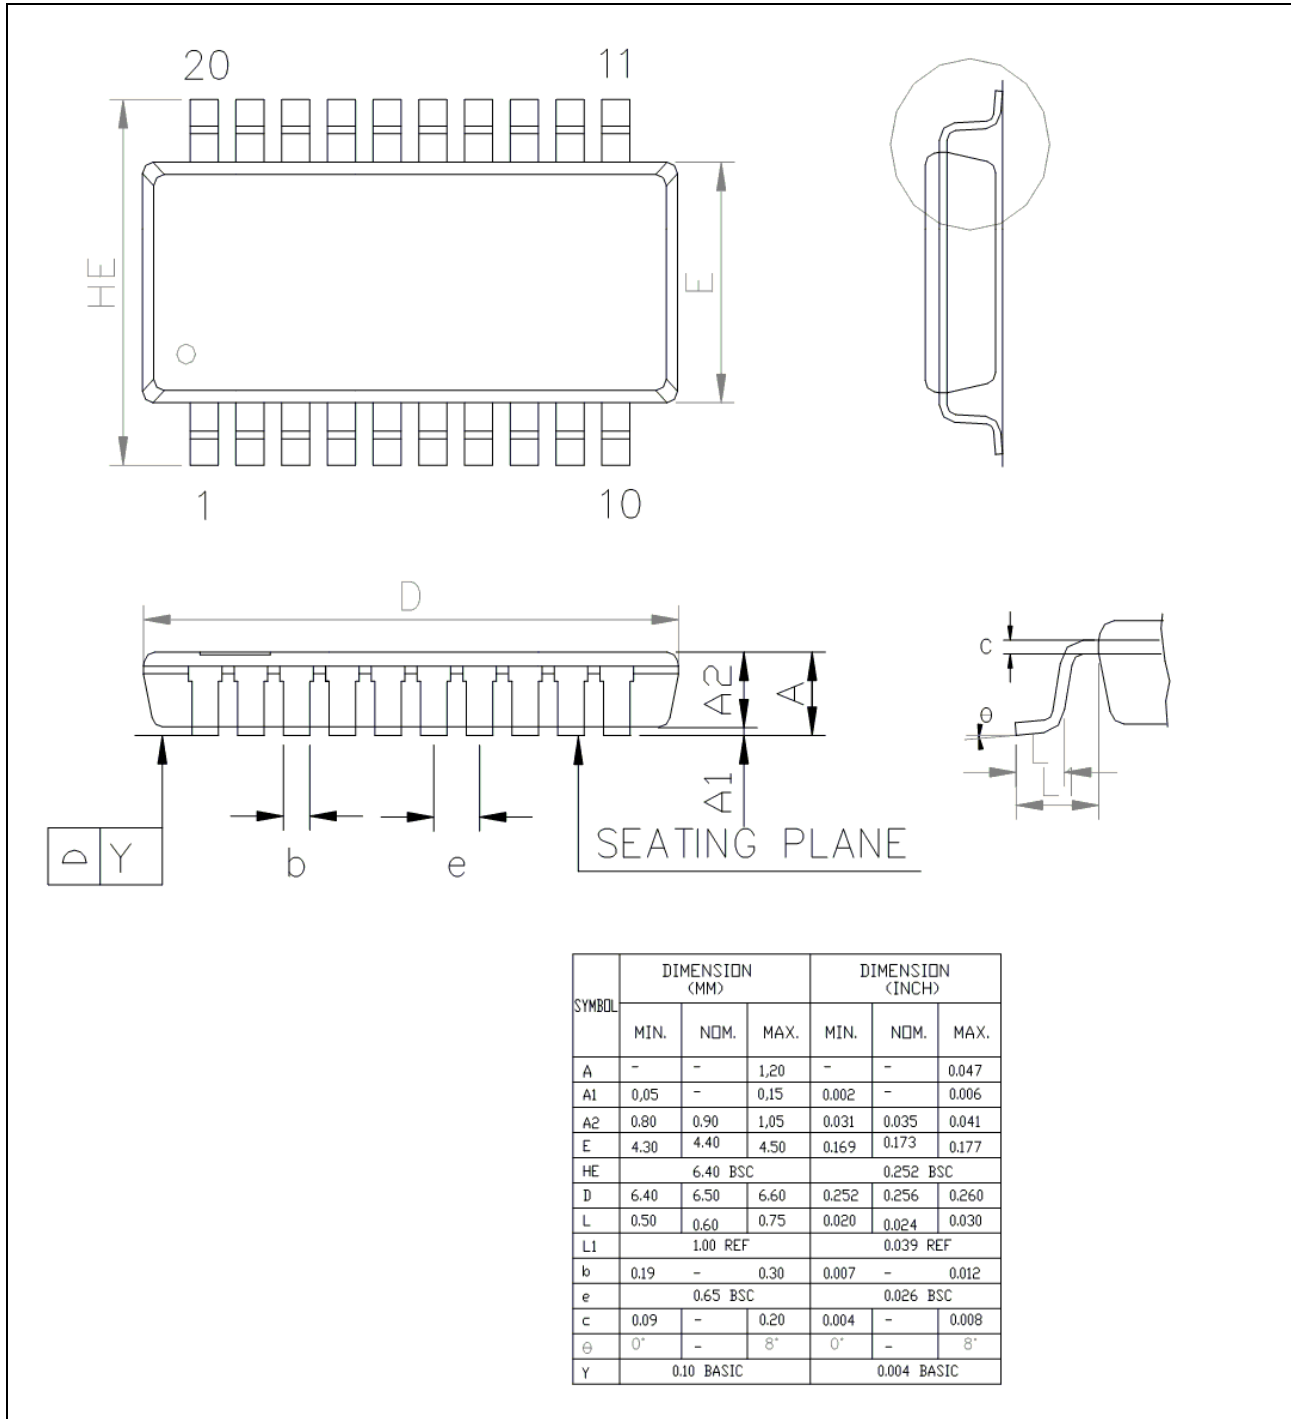 20 11
HE
E
1 10
D
A2
A
A1
C
θ
L
L1
⌓ Y
b
e
SEATING PLANE
SYMBOL DIMENSION (MM) DIMENSION (INCH)
MIN. NOM. MAX. MIN. NOM. MAX.
A - - 1,20 - - 0.047
A1 0,05 - 0,15 0.002 - 0.006
A2 0.80 0.90 1,05 0.031 0.035 0.041
E 4.30 4.40 4.50 0.169 0.173 0.177
HE 6.40 BSC 0.252 BSC
D 6.40 6.50 6.60 0.252 0.256 0.260
L 0.50 0.60 0.75 0.020 0.024 0.030
L1 1.00 REF 0.039 REF
b 0.19 - 0.30 0.007 - 0.012
e 0.65 BSC 0.026 BSC
c 0.09 - 0.20 0.004 - 0.008
θ 0° - 8° 0° - 8°
Y 0.10 BASIC 0.004 BASIC